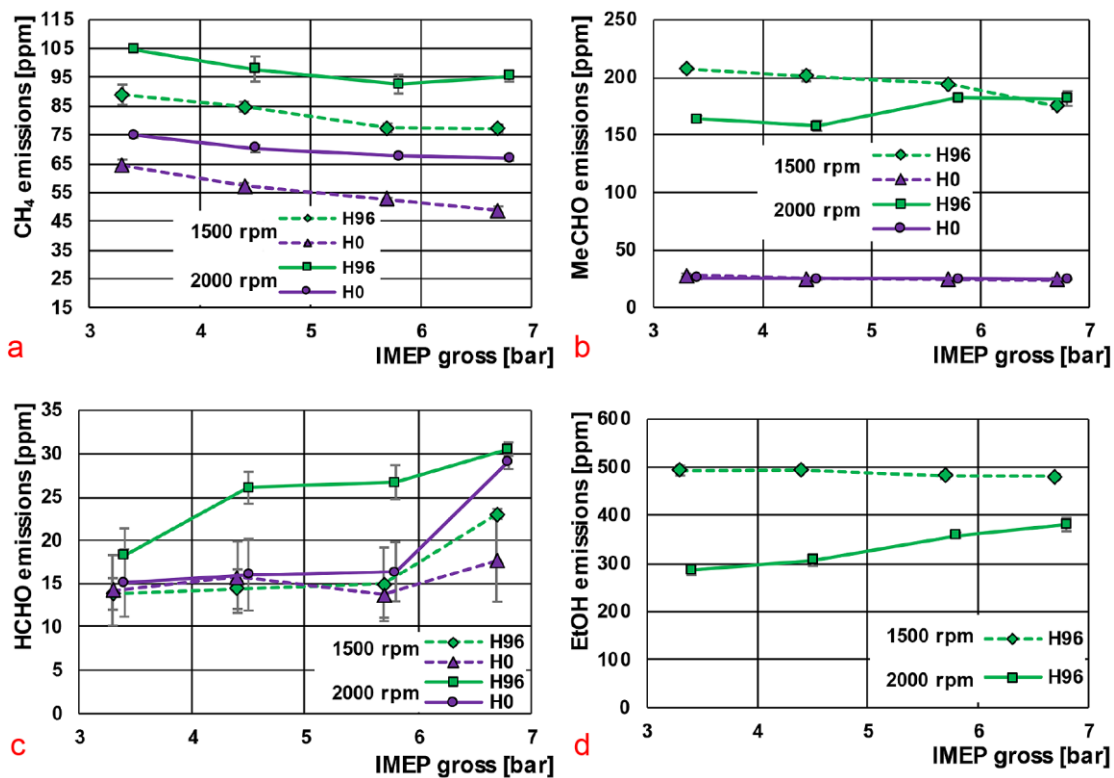 CH4 emissions [ppm]
115
105
95
85
75
65
55
45
35
25
15
1500 rpm
H96
H0
2000 rpm
H96
H0
3 4 5 6 7
IMEP gross [bar]
a
MeCHO emissions [ppm]
250
200
150
100
50
0
1500 rpm
H96
H0
2000 rpm
H96
H0
3 4 5 6 7
IMEP gross [bar]
b
HCHO emissions [ppm]
35
30
25
20
15
10
5
0
1500 rpm
H96
H0
2000 rpm
H96
H0
3 4 5 6 7
IMEP gross [bar]
c
EtOH emissions [ppm]
600
500
400
300
200
100
0
1500 rpm
H96
2000 rpm
H96
3 4 5 6 7
IMEP gross [bar]
d